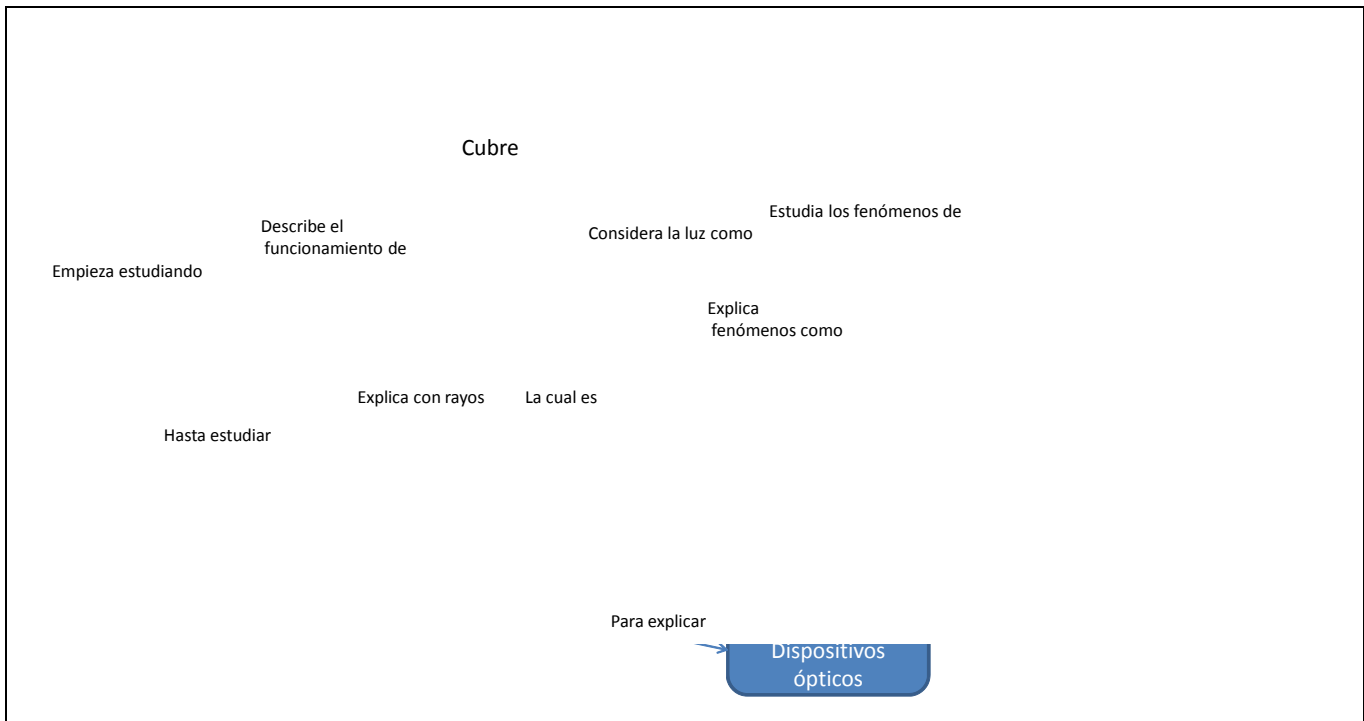 Cubre
Estudia los fenómenos de
Describe el
funcionamiento de
Considera la luz como
Empieza estudiando
Explica
fenómenos como
Explica con rayos
La cual es
Hasta estudiar
Para explicar
Dispositivos
ópticos